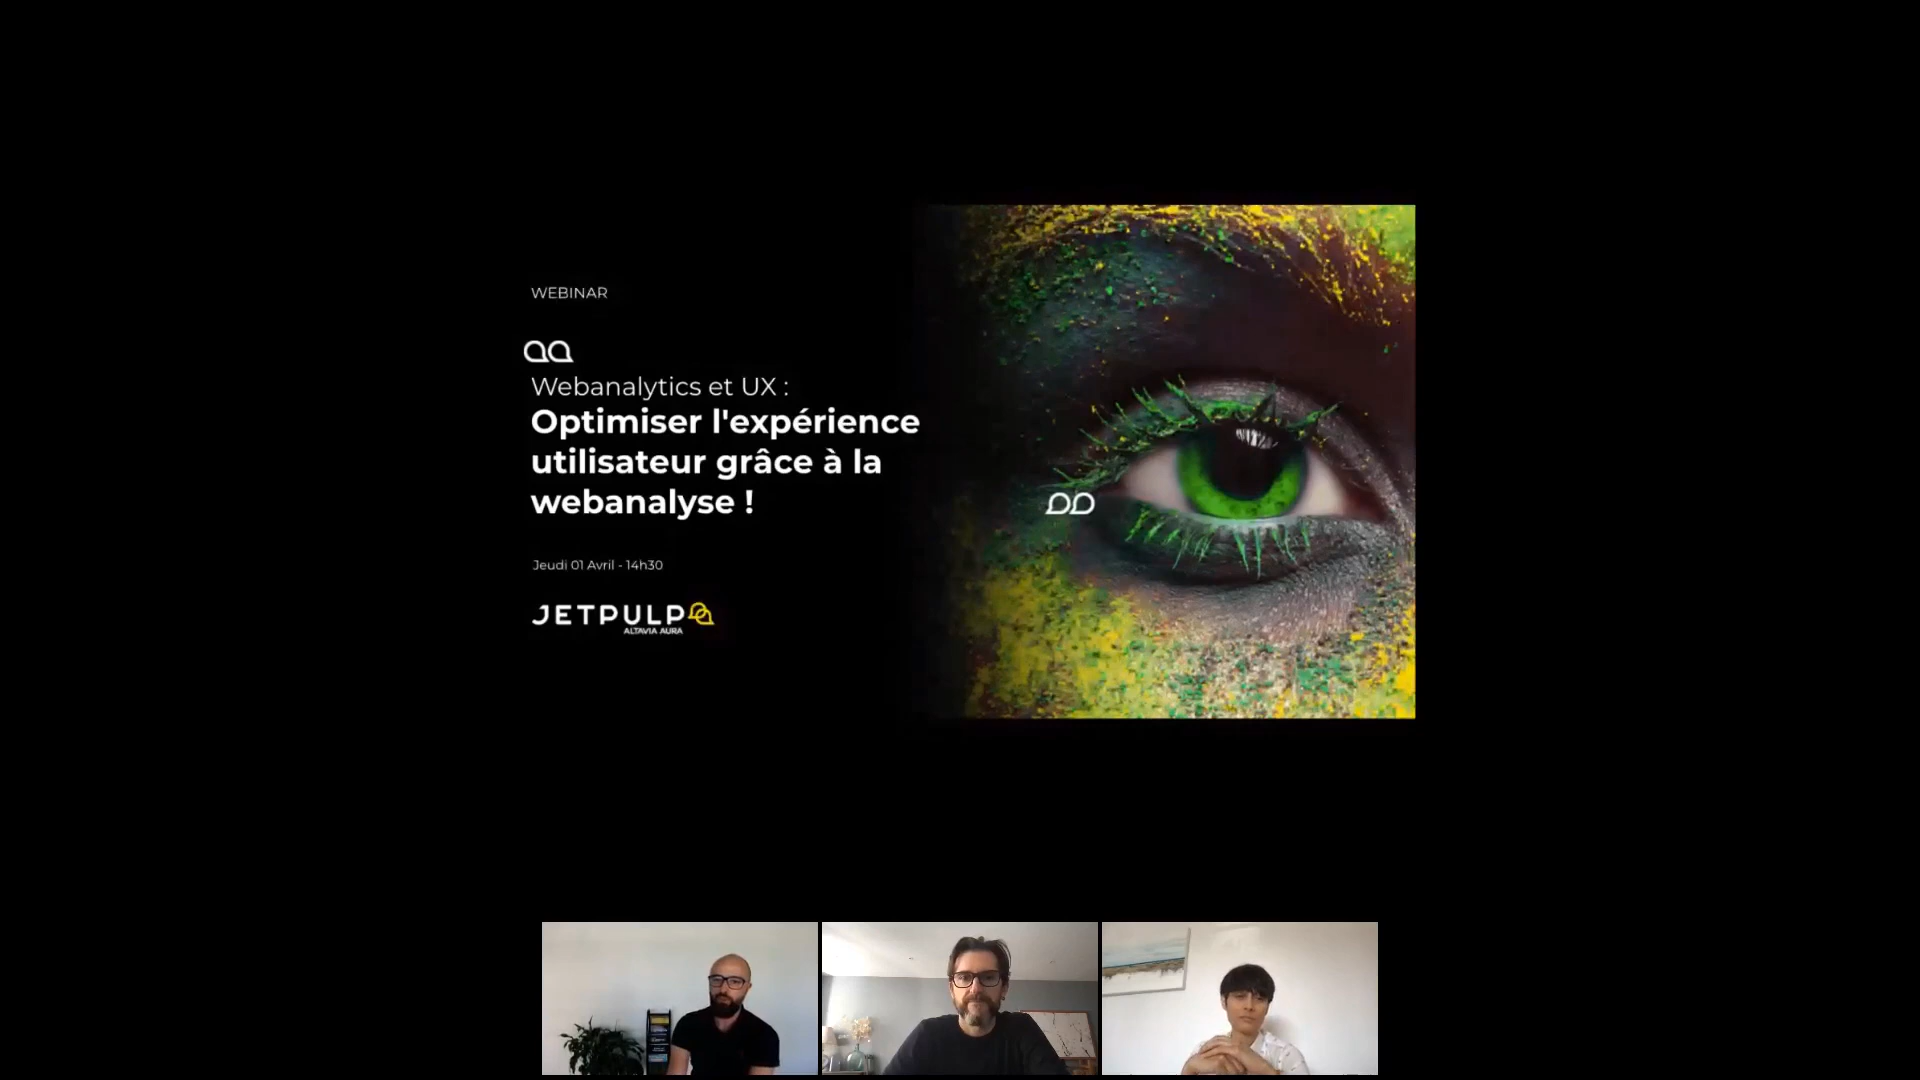 WEBINAR
Webanalytics et UX :
Optimiser l'expérience
utilisateur grâce à la
webanalyse !
Jeudi 01 Avril - 14h30
JETPULP
ALTAVIA AURA